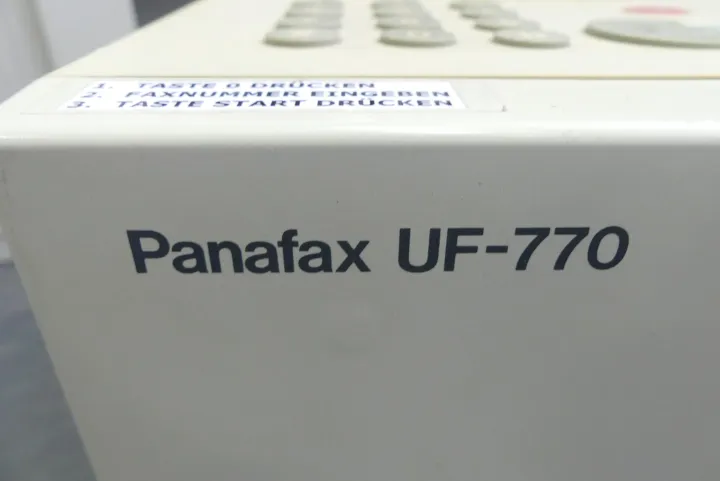 1. TASTE 0 DRÜCKEN
2. FAXNUMMER EINGEBEN
3. TASTE START DRÜCKEN
Panafax UF-770